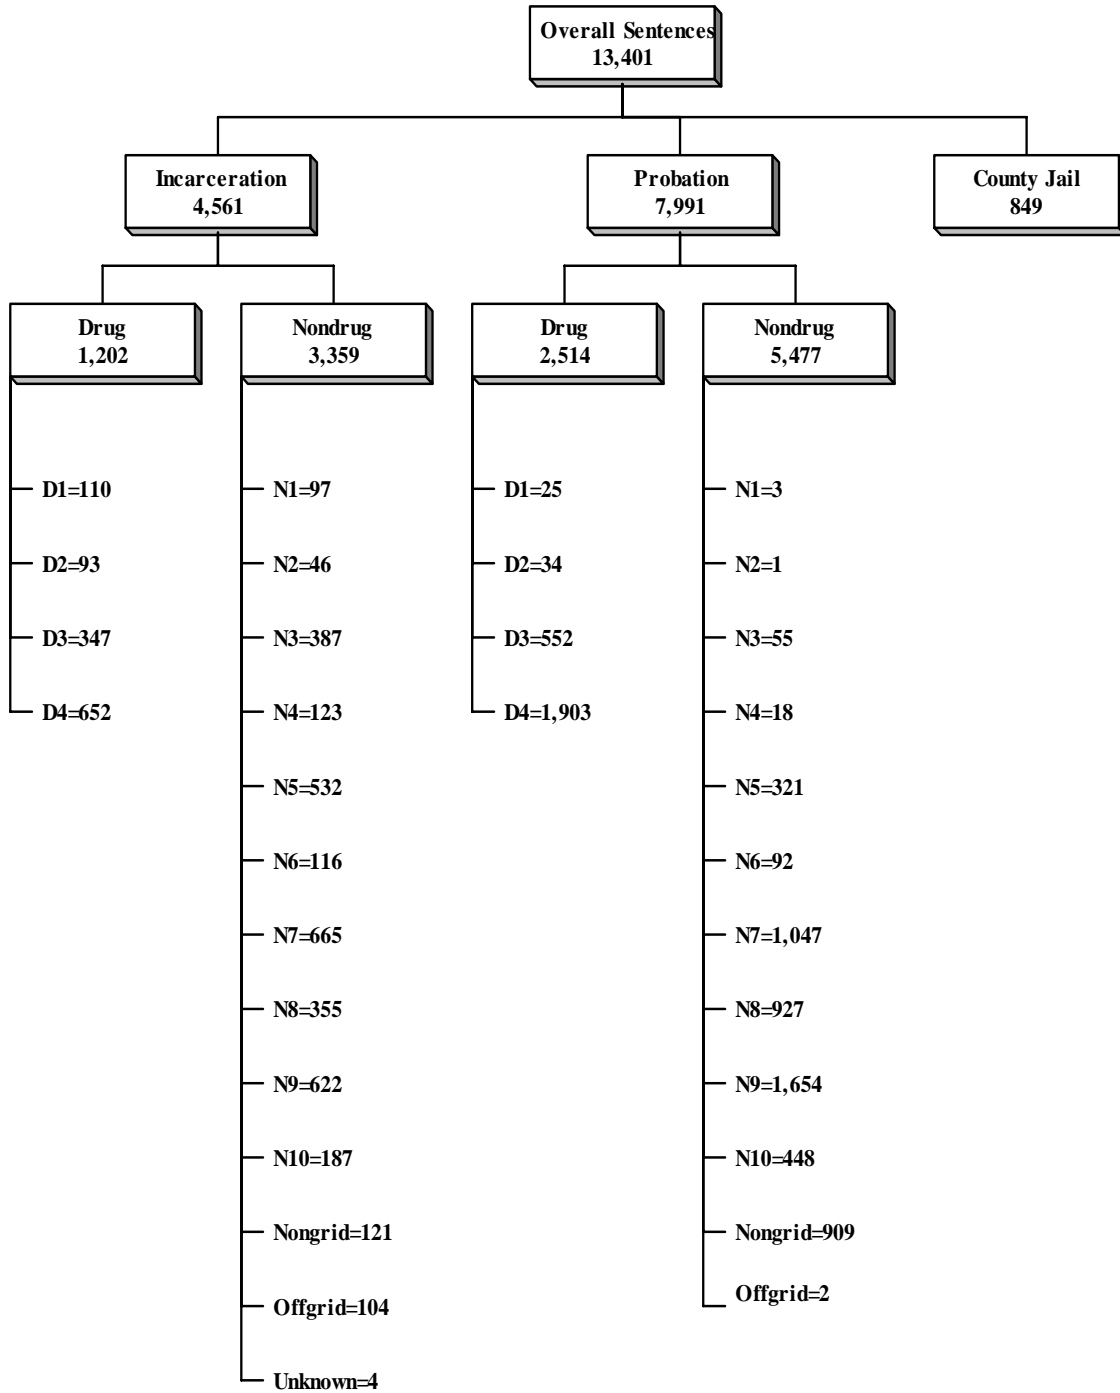 Overall Sentences
13,401
Incarceration
4,561
Probation
7,991
County Jail
849
Drug
1,202
Nondrug
3,359
Drug
2,514
Nondrug
5,477
D1=110
D2=93
D3=347
D4=652
N1=97
N2=46
N3=387
N4=123
N5=532
N6=116
N7=665
N8=355
N9=622
N10=187
Nongrid=121
Offgrid=104
Unknown=4
D1=25
D2=34
D3=552
D4=1,903
N1=3
N2=1
N3=55
N4=18
N5=321
N6=92
N7=1,047
N8=927
N9=1,654
N10=448
Nongrid=909
Offgrid=2